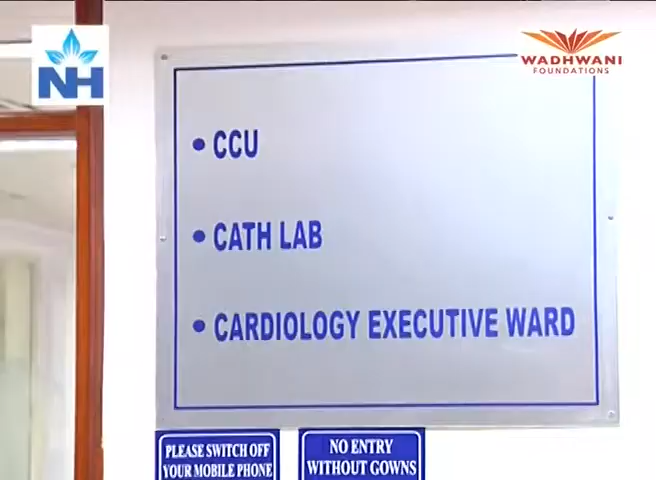 NH
WADHWANI
FOUNDATIONS
• CCU
• CATH LAB
• CARDIOLOGY EXECUTIVE WARD
PLEASE SWITCH OFF
YOUR MOBILE PHONE
NO ENTRY
WITHOUT GOWNS